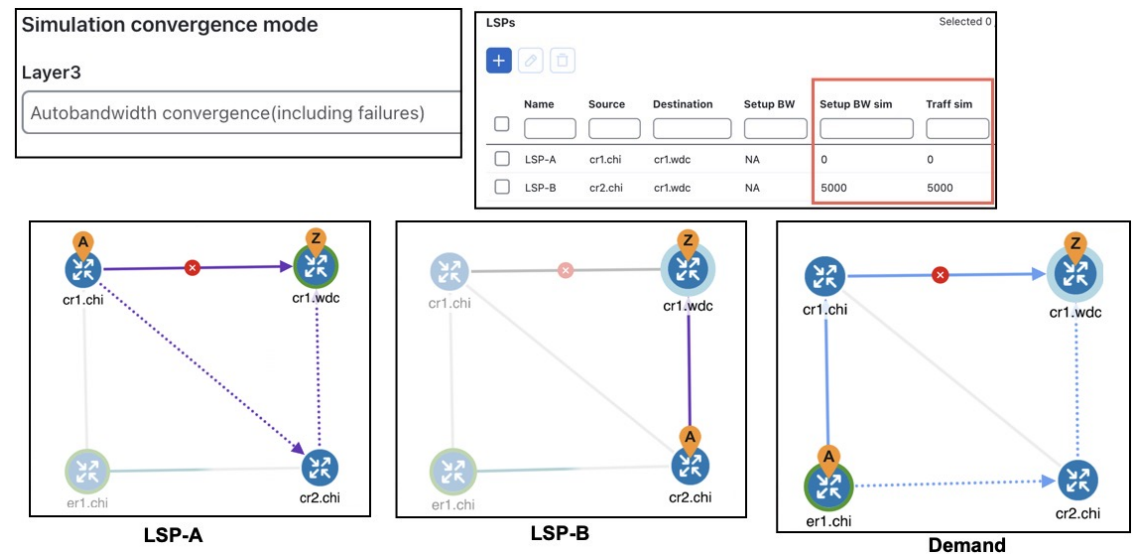 Simulation convergence mode
Layer3
Autobandwidth convergence(including failures)
LSPs Selected 0
+
Name Source Destination Setup BW Setup BW sim Traff sim
LSP-A cr1.chi cr1.wdc NA 0 0
LSP-B cr2.chi cr1.wdc NA 5000 5000
A Z
cr1.chi cr1.wdc
er1.chi cr2.chi
LSP-A
Z
cr1.chi cr1.wdc
A
er1.chi cr2.chi
LSP-B
Z
cr1.chi cr1.wdc
A
er1.chi cr2.chi
Demand